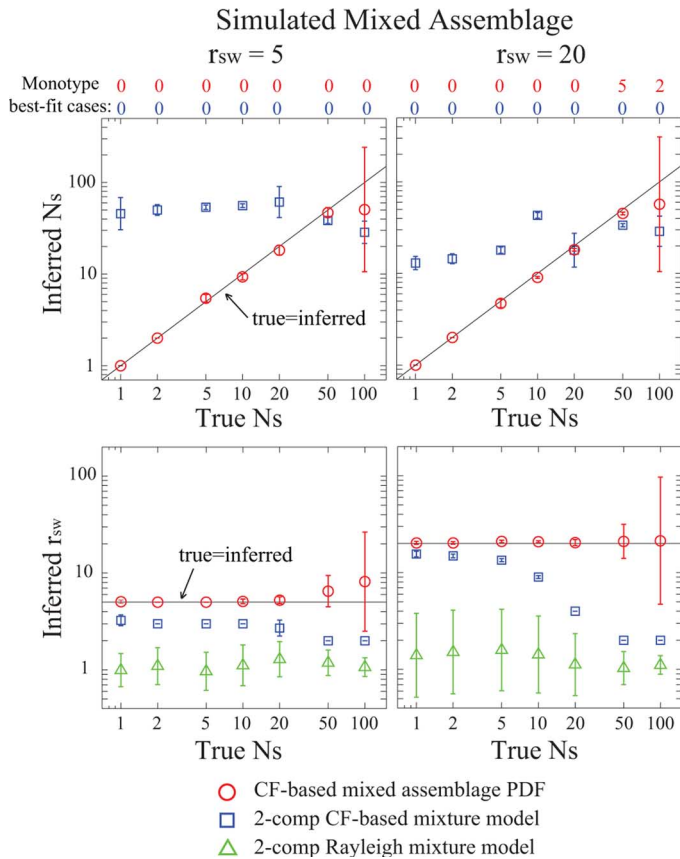 Simulated Mixed Assemblage
rsw = 5 rsw = 20
Monotype 0 0 0 0 0 0 0 0 0 0 0 0 5 2
best-fit cases: 0 0 0 0 0 0 0 0 0 0 0 0 0 0
Inferred Ns
100
10
1
true=inferred
1 2 5 10 20 50 100 1 2 5 10 20 50 100
True Ns True Ns
Inferred rsw
100
10
1
true=inferred
1 2 5 10 20 50 100 1 2 5 10 20 50 100
True Ns True Ns
CF-based mixed assemblage PDF
2-comp CF-based mixture model
2-comp Rayleigh mixture model